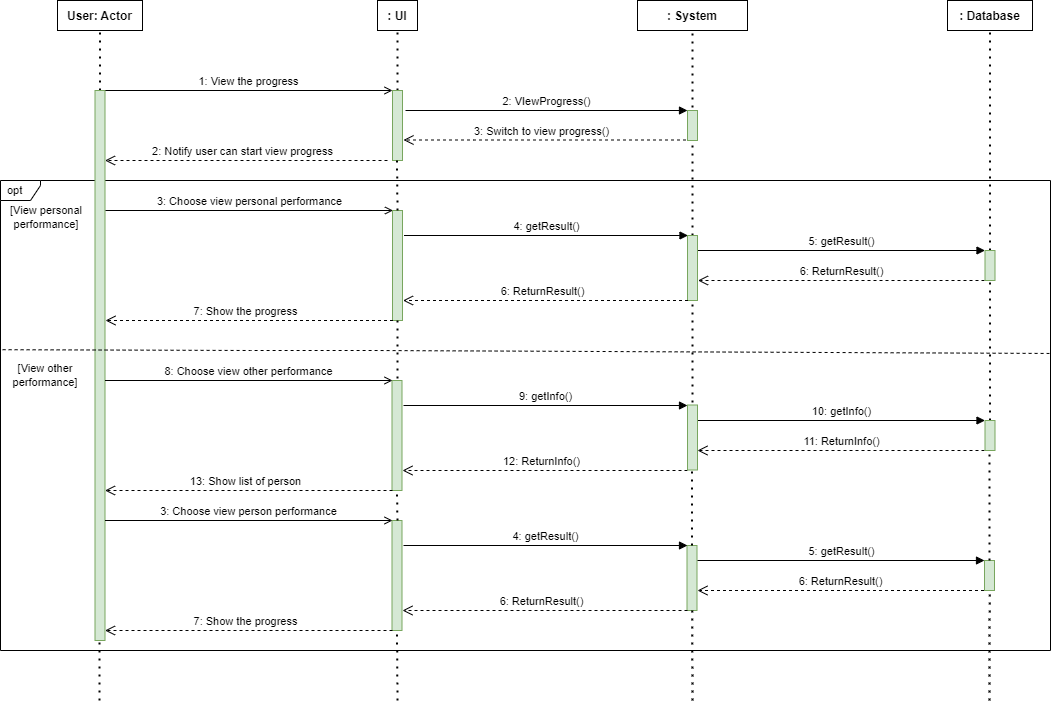 User: Actor
: UI
: System
: Database
1: View the progress
2: VIewProgress()
3: Switch to view progress()
2: Notify user can start view progress
opt
[View personal
performance]
3: Choose view personal performance
4: getResult()
5: getResult()
6: ReturnResult()
6: ReturnResult()
7: Show the progress
[View other
performance]
8: Choose view other performance
9: getInfo()
10: getInfo()
11: ReturnInfo()
12: ReturnInfo()
13: Show list of person
3: Choose view person performance
4: getResult()
5: getResult()
6: ReturnResult()
6: ReturnResult()
7: Show the progress